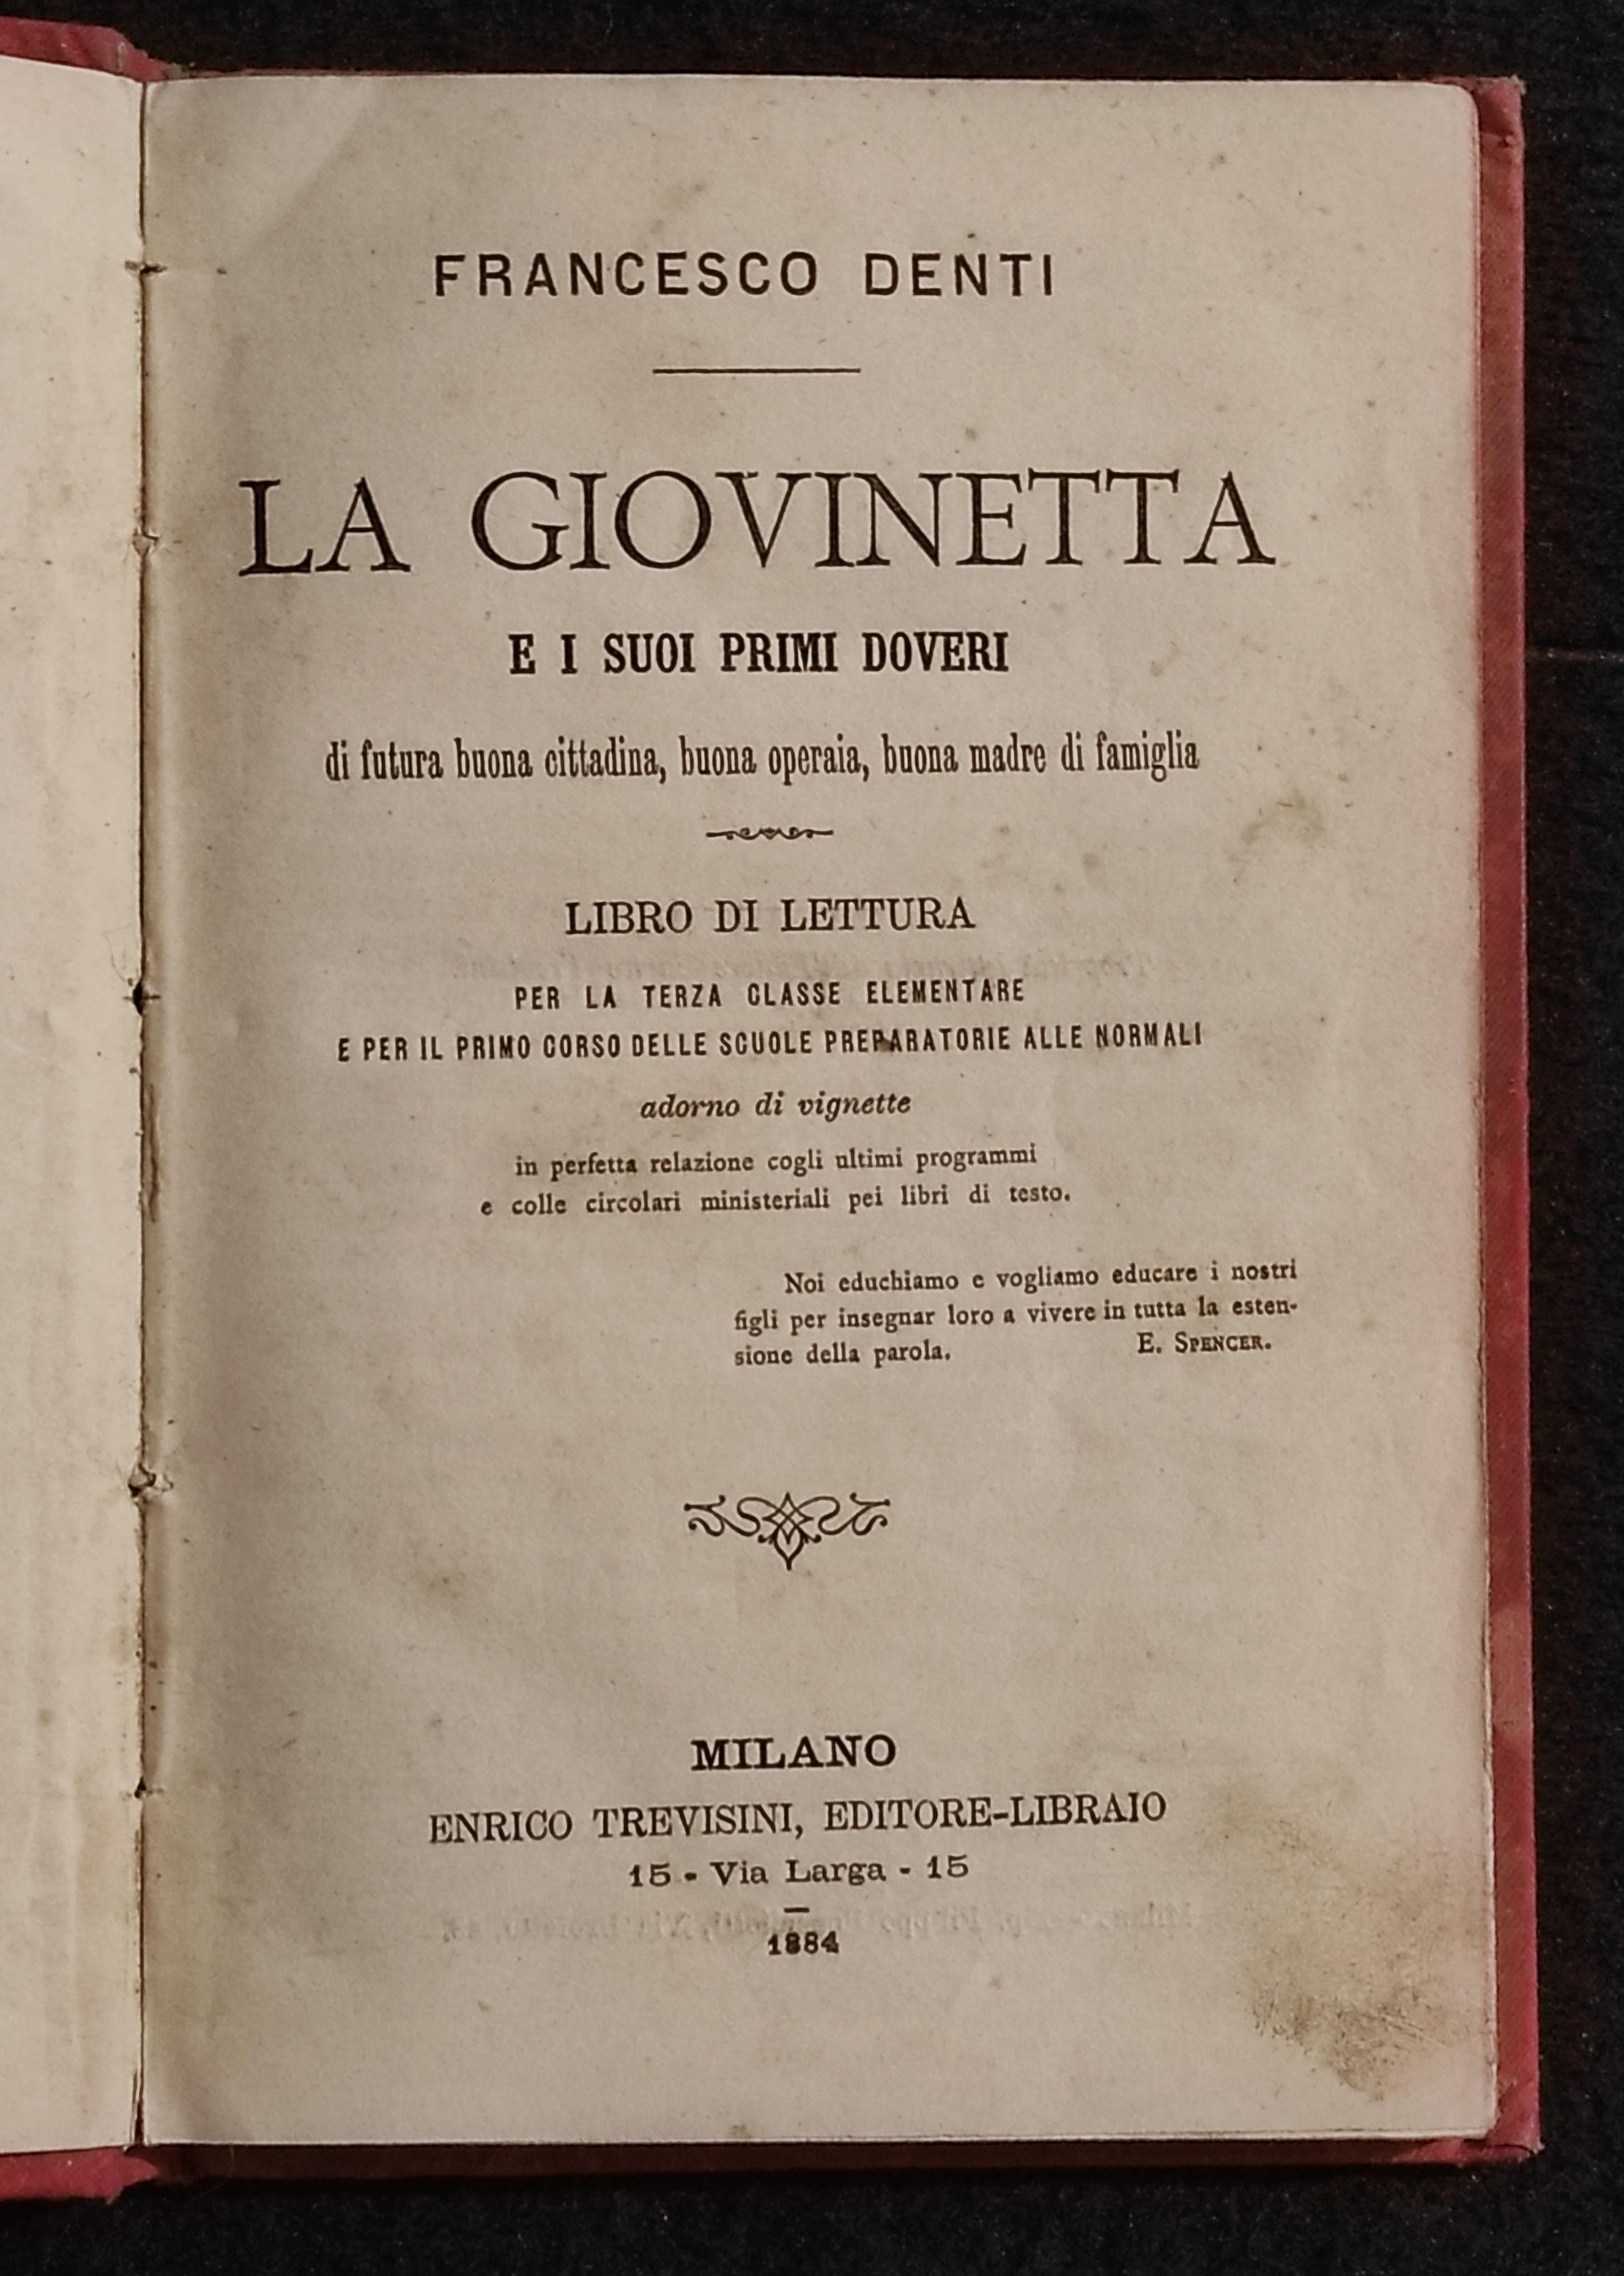 FRANCESCO DENTI
LA GIOVINETTA
E I SUOI PRIMI DOVERI
di futura buona cittadina, buona operaia, buona madre di famiglia
LIBRO DI LETTURA
PER LA TERZA CLASSE ELEMENTARE
E PER IL PRIMO CORSO DELLE SCUOLE PREPARATORIE ALLE NORMALI
adorno di vignette
in perfetta relazione cogli ultimi programmi
e colle circolari ministeriali pei libri di testo.
Noi educhiamo e vogliamo educare i nostri
figli per insegnar loro a vivere in tutta la esten-
sione della parola. E. SPENCER.
MILANO
ENRICO TREVISINI, EDITORE-LIBRAIO
15 - Via Larga - 15
1884